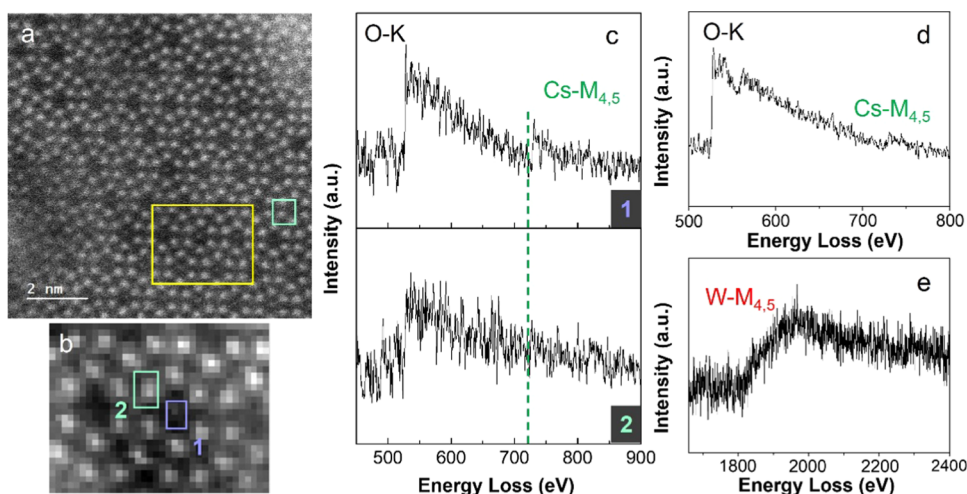 a
2 nm
b
2
1
O-K
c
Cs-M4,5
1
2
Intensity (a.u.)
450 500 600 700 800 900
Energy Loss (eV)
O-K
d
Cs-M4,5
Intensity (a.u.)
500 600 700 800
Energy Loss (eV)
W-M4,5
e
Intensity (a.u.)
1800 2000 2200 2400
Energy Loss (eV)